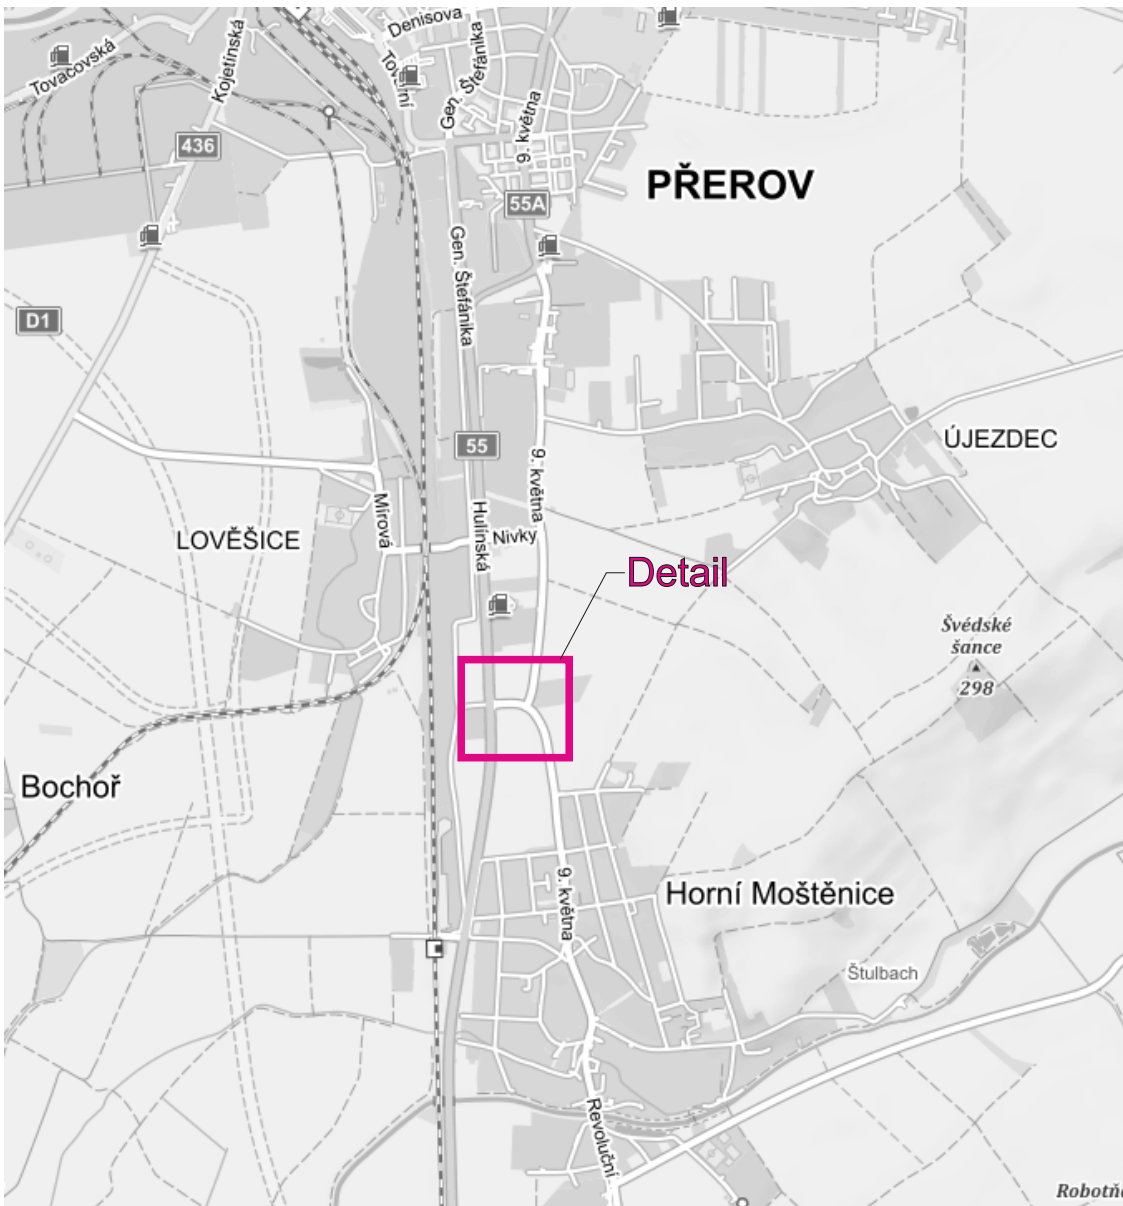 Denisova
Tovačovská
Kojetínská
Tovární
Gen. Štefánika
9. května
436
PŘEROV
55A
Gen. Štefánika
D1
ÚJEZDEC
55
9. května
Mírová
Hulínská
Nivky
LOVĚŠICE
Detail
Švédské
šance
298
Bochoř
9. května
Horní Moštěnice
Štulbach
Revoluční